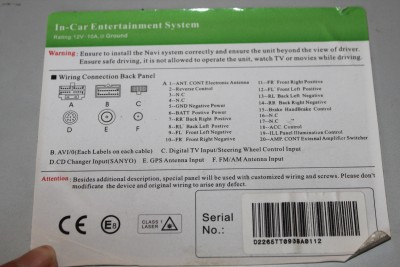 In-Car Entertainment System
Rating 12V-10A,⊝ Ground
Warning : Ensure to install the Navi system correctly and ensure the unit beyond the view of driver.
Ensure safe driving, it is not allowed to operate the unit, watch TV or movies while driving.
Wiring Connection Back Panel
A B C
D E F
A : 1-ANT. CONT Electronice Antenna
2-Reverse Control
3-N.C
4-N.C
5-GND Negative Power
6-BATT Positive Power
7-RR Back Right Positive
8-RL Back Left Positive
9-FL Front Left Negative
10-FR Front Right Negative
11-FR Front Right Positive
12-FL Front Left Positive
13-RL Back Left Negative
14-RR Back Right Negative
15-Brake Handbrake Control
16-N.C
17-N.C
18-ACC. Control
19-ILL Panel Illumination Control
20-AMP. CONT External Amplifier Switcher
B. AVI/0(Each Labels on each cable)
C. Digital TV Input/Steering Wheel Control Input
D.CD Changer Input(SANYO)
E. GPS Antenna Input
F. FM/AM Antenna Input
Attention : Besides additional description, special panel will be used with customized wiring and screws. Please don't
modificate the device and original wiring to arise any defect.
CE
E8
CLASS 1
LASER
Serial
No.: